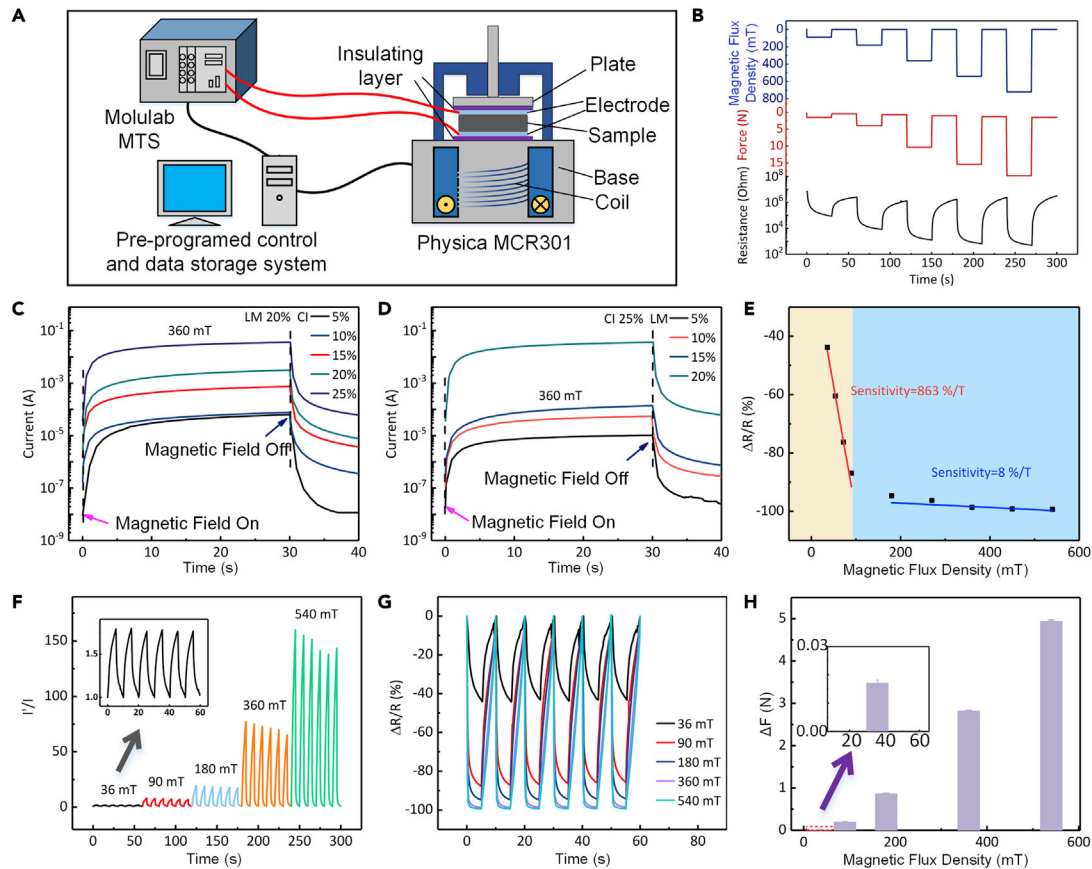 A
Molulab
MTS
Insulating
layer
Plate
Electrode
Sample
Base
Coil
Physica MCR301
Pre-programed control
and data storage system
B
Magnetic Flux
Density (mT)
0
200
400
600
800
Force (N)
0
5
10
15
Resistance (Ohm)
10^8
10^6
10^4
10^2
0 50 100 150 200 250 300
Time (s)
C
LM 20% CI 5%
10%
15%
20%
25%
360 mT
Magnetic Field Off
Magnetic Field On
Current (A)
10^-1
10^-3
10^-5
10^-7
10^-9
0 10 20 30 40
Time (s)
D
CI 25% LM 5%
10%
15%
20%
360 mT
Magnetic Field Off
Magnetic Field On
Current (A)
10^-1
10^-3
10^-5
10^-7
10^-9
0 10 20 30 40
Time (s)
E
Sensitivity=863 %/T
Sensitivity=8 %/T
ΔR/R (%)
-40
-60
-80
-100
0 200 400 600
Magnetic Flux Density (mT)
F
I'/I
150
100
75
50
25
0
1.5
1.0
0 20 40 60
36 mT
90 mT
180 mT
360 mT
540 mT
0 50 100 150 200 250 300
Time (s)
G
ΔR/R (%)
0
-20
-40
-60
-80
-100
36 mT
90 mT
180 mT
360 mT
540 mT
0 20 40 60 80 100
Time (s)
H
ΔF (N)
5
4
3
2
1
0
0.03
0.00
20 40 60
0 200 400 600
Magnetic Flux Density (mT)